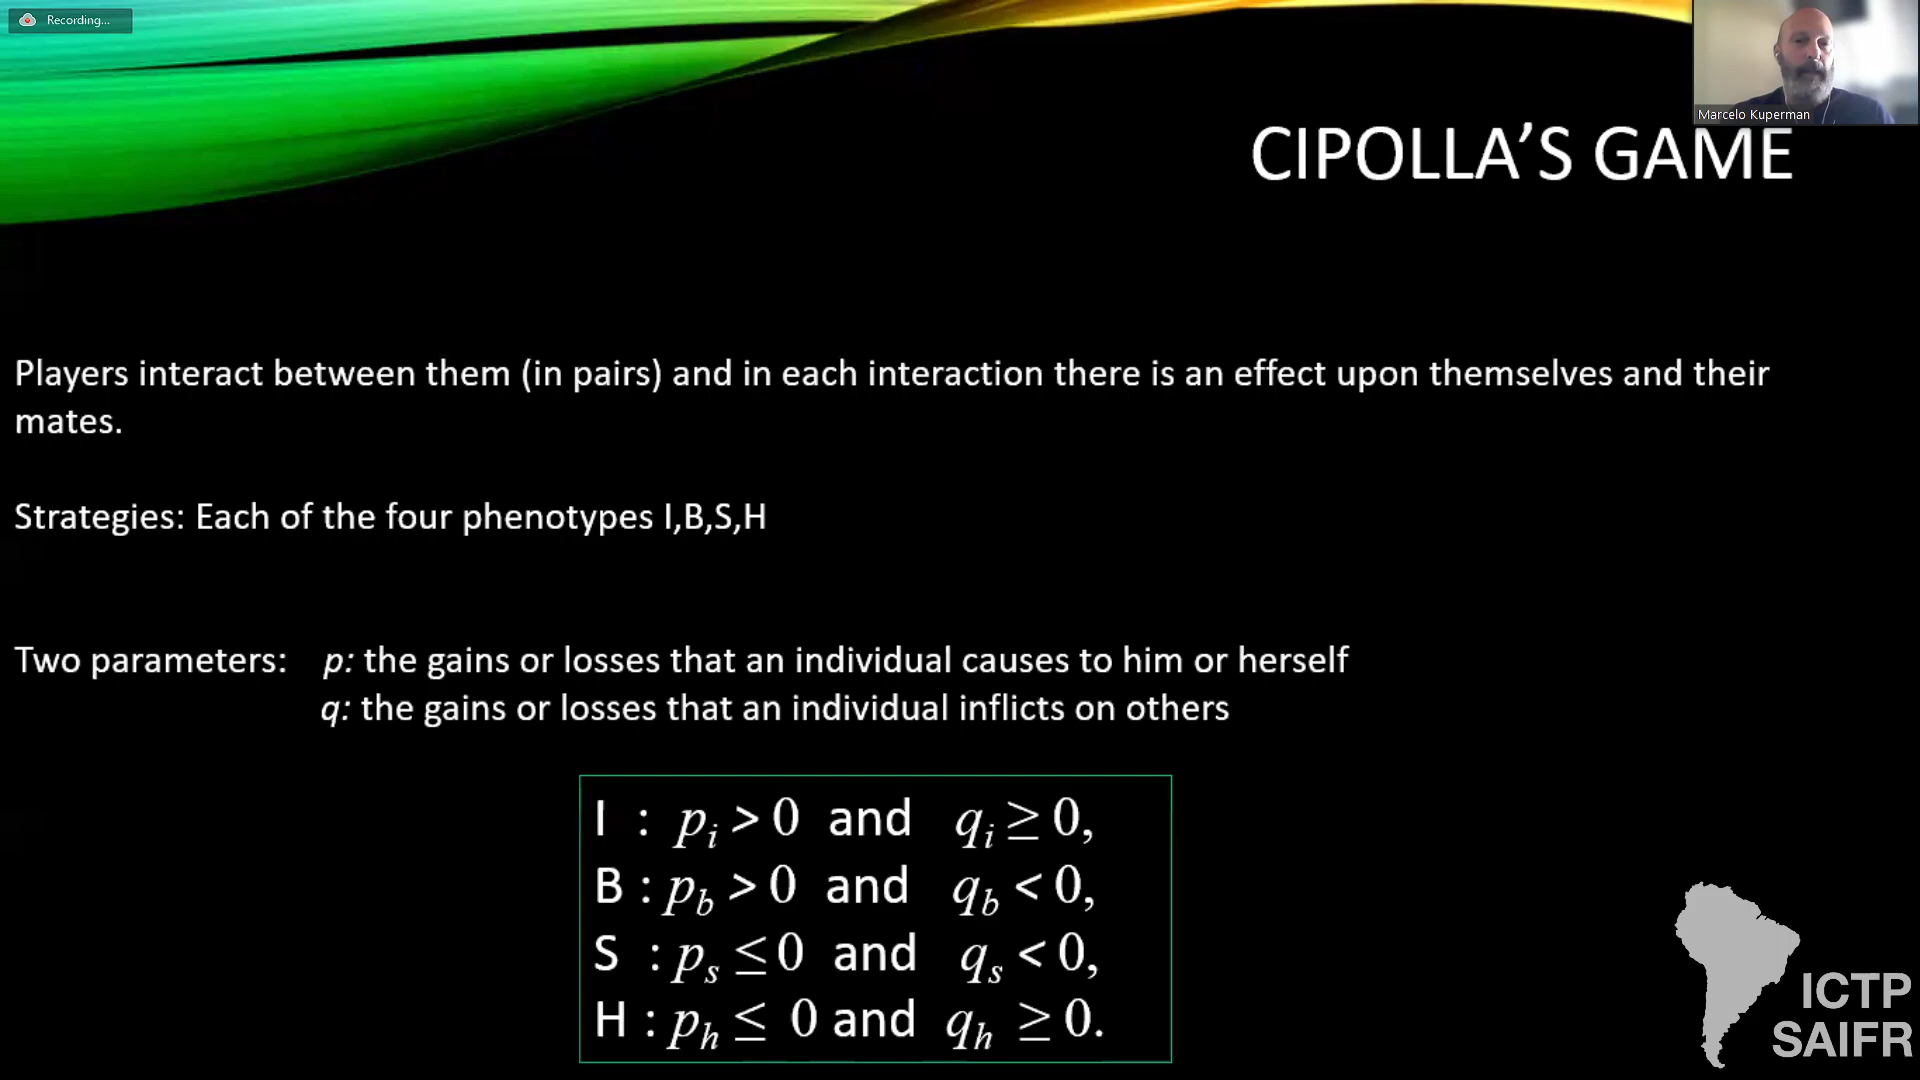 Recording...
Marcelo Kuperman
CIPOLLA’S GAME
Players interact between them (in pairs) and in each interaction there is an effect upon themselves and their
mates.
Strategies: Each of the four phenotypes I,B,S,H
Two parameters: p: the gains or losses that an individual causes to him or herself
q: the gains or losses that an individual inflicts on others
I : pᵢ > 0 and qᵢ ≥ 0,
B : p_b > 0 and q_b < 0,
S : pₛ ≤ 0 and qₛ < 0,
H : pₕ ≤ 0 and qₕ ≥ 0.
ICTP
SAIFR